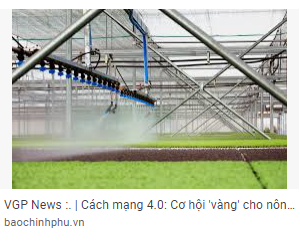 VGP News :. | Cách mạng 4.0: Cơ hội 'vàng' cho nôn...
baochinhphu.vn